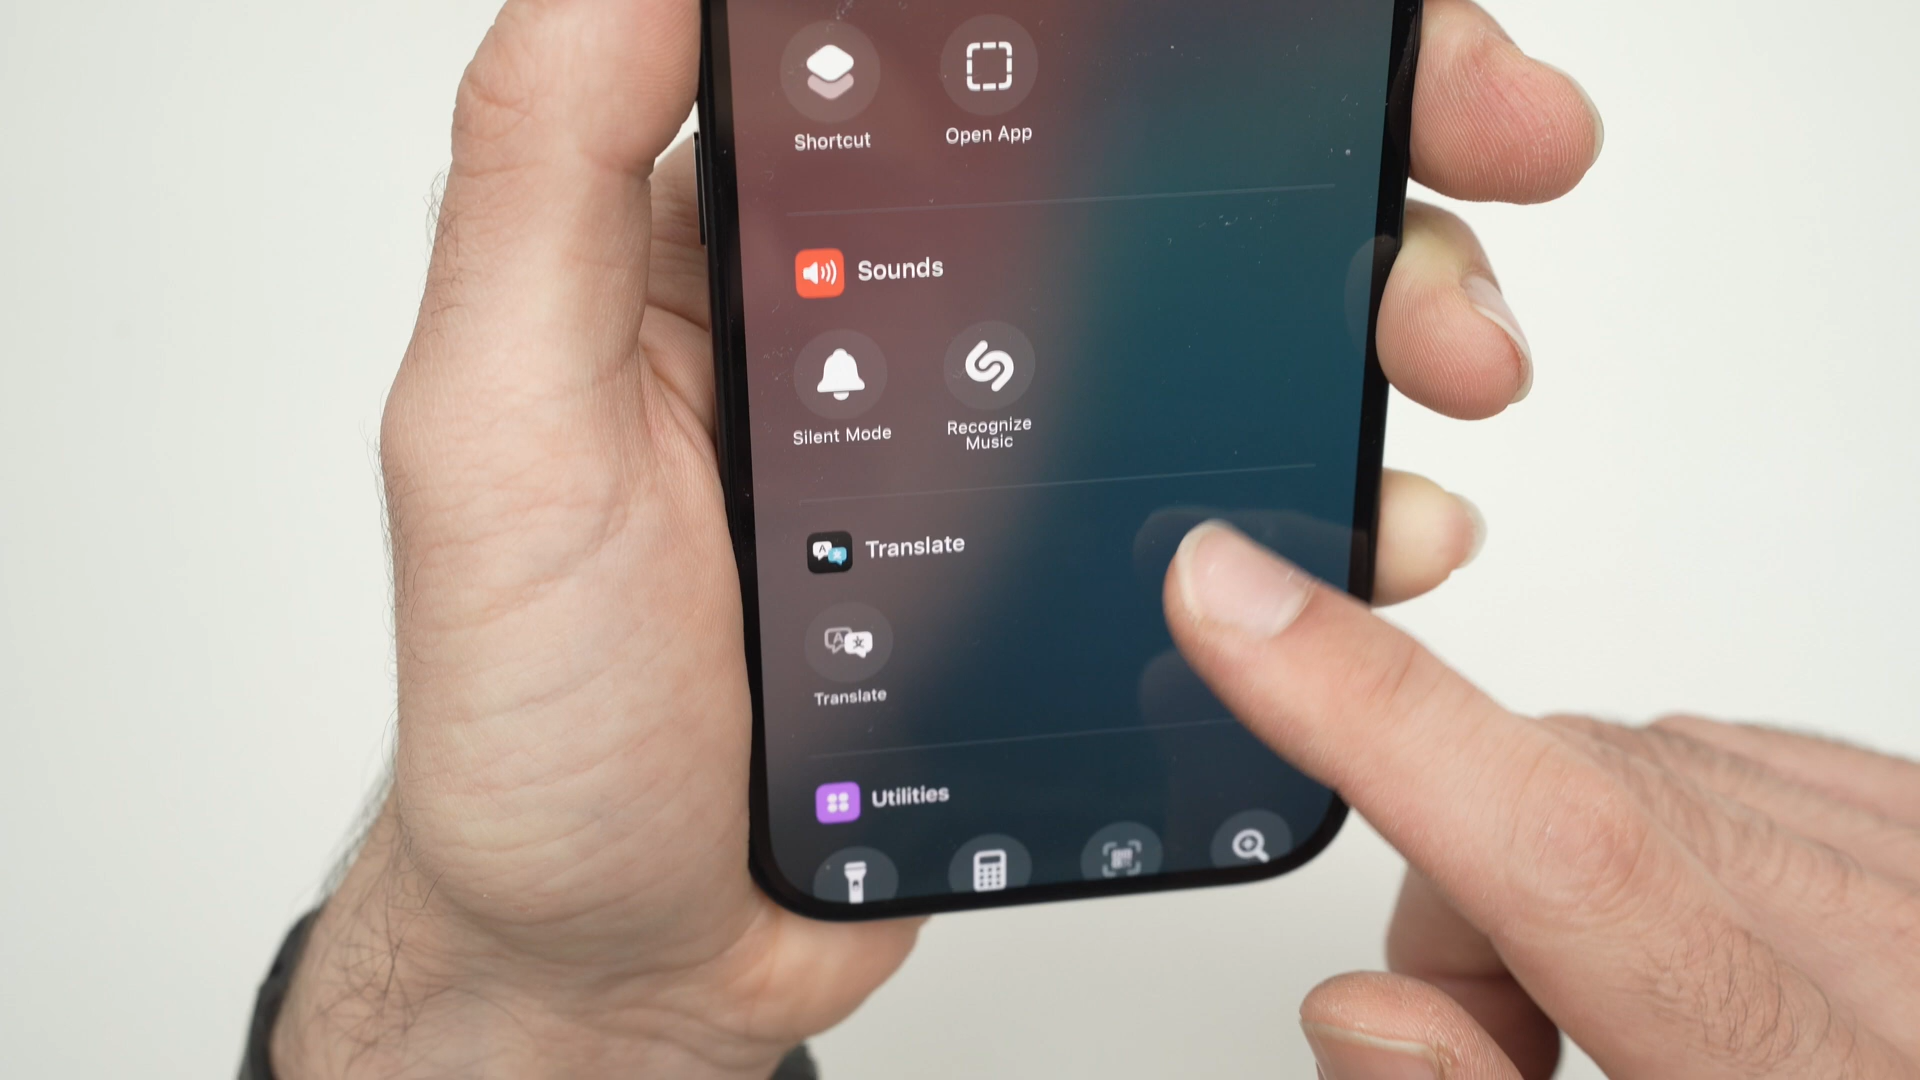 Shortcut
Open App
Sounds
Silent Mode
Recognize
Music
Translate
Translate
Utilities